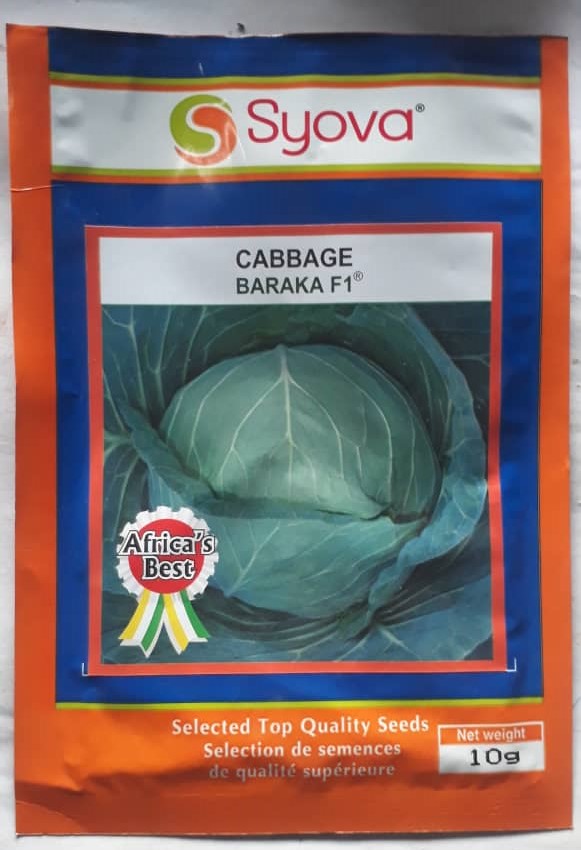 Syova®
CABBAGE
BARAKA F1®
Africa's
Best
Selected Top Quality Seeds
Selection de semences
de qualité supérieure
Net weight
10g